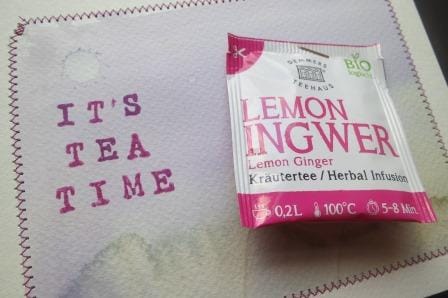 IT'S
TEA
TIME
DEMMERS
TEEHAUS
BIO
logisch
LEMON
INGWER
Lemon Ginger
Kräutertee / Herbal Infusion
0,2L 100°C 5-8 Min.